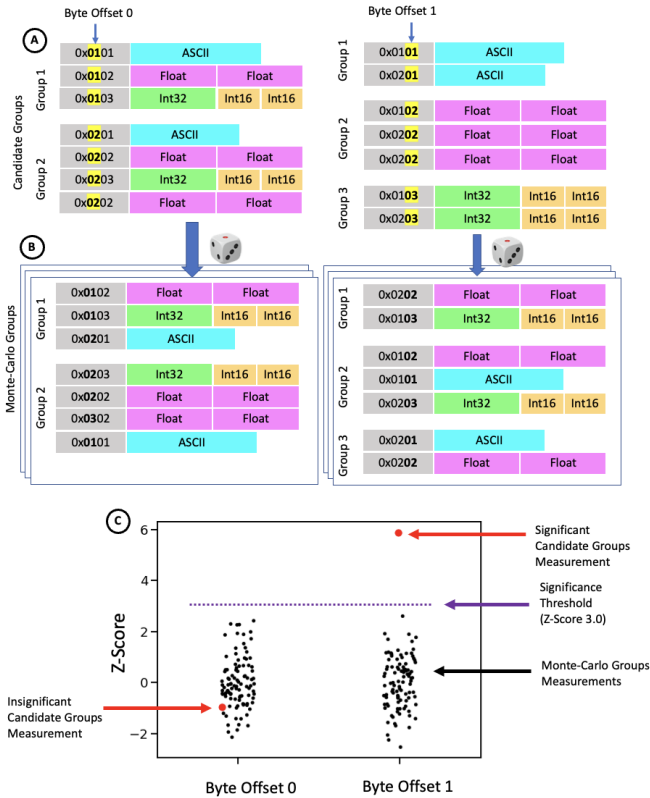 Byte Offset 0
Byte Offset 1
A
Candidate Groups
Group 1
0x0101 ASCII
0x0102 Float Float
0x0103 Int32 Int16 Int16
Group 2
0x0201 ASCII
0x0202 Float Float
0x0203 Int32 Int16 Int16
0x0202 Float Float
Group 1
0x0101 ASCII
0x0201 ASCII
Group 2
0x0102 Float Float
0x0202 Float Float
0x0202 Float Float
Group 3
0x0103 Int32 Int16 Int16
0x0203 Int32 Int16 Int16
B
Monte-Carlo Groups
Group 1
0x0102 Float Float
0x0103 Int32 Int16 Int16
0x0201 ASCII
Group 2
0x0203 Int32 Int16 Int16
0x0202 Float Float
0x0302 Float Float
0x0101 ASCII
Group 1
0x0202 Float Float
0x0103 Int32 Int16 Int16
Group 2
0x0102 Float Float
0x0101 ASCII
0x0203 Int32 Int16 Int16
Group 3
0x0201 ASCII
0x0202 Float Float
C
Z-Score
6
4
2
0
−2
Byte Offset 0
Byte Offset 1
Significant
Candidate Groups
Measurement
Significance
Threshold
(Z-Score 3.0)
Monte-Carlo Groups
Measurements
Insignificant
Candidate Groups
Measurement